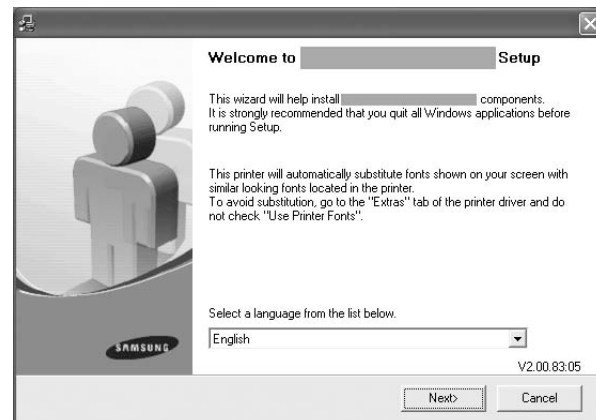 Welcome to Setup
This wizard will help install components.
It is strongly recommended that you quit all Windows applications before
running Setup.
This printer will automatically substitute fonts shown on your screen with
similar looking fonts located in the printer.
To avoid substitution, go to the "Extras" tab of the printer driver and do
not check "Use Printer Fonts".
Select a language from the list below.
English
SAMSUNG
V2.00.83:05
Next>
Cancel